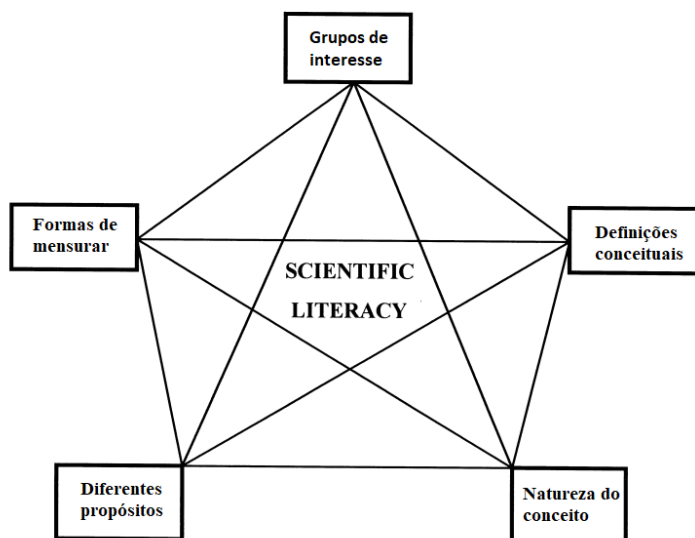 Grupos de
interesse
Formas de
mensurar
Definições
conceituais
SCIENTIFIC
LITERACY
Diferentes
propósitos
Natureza do
conceito